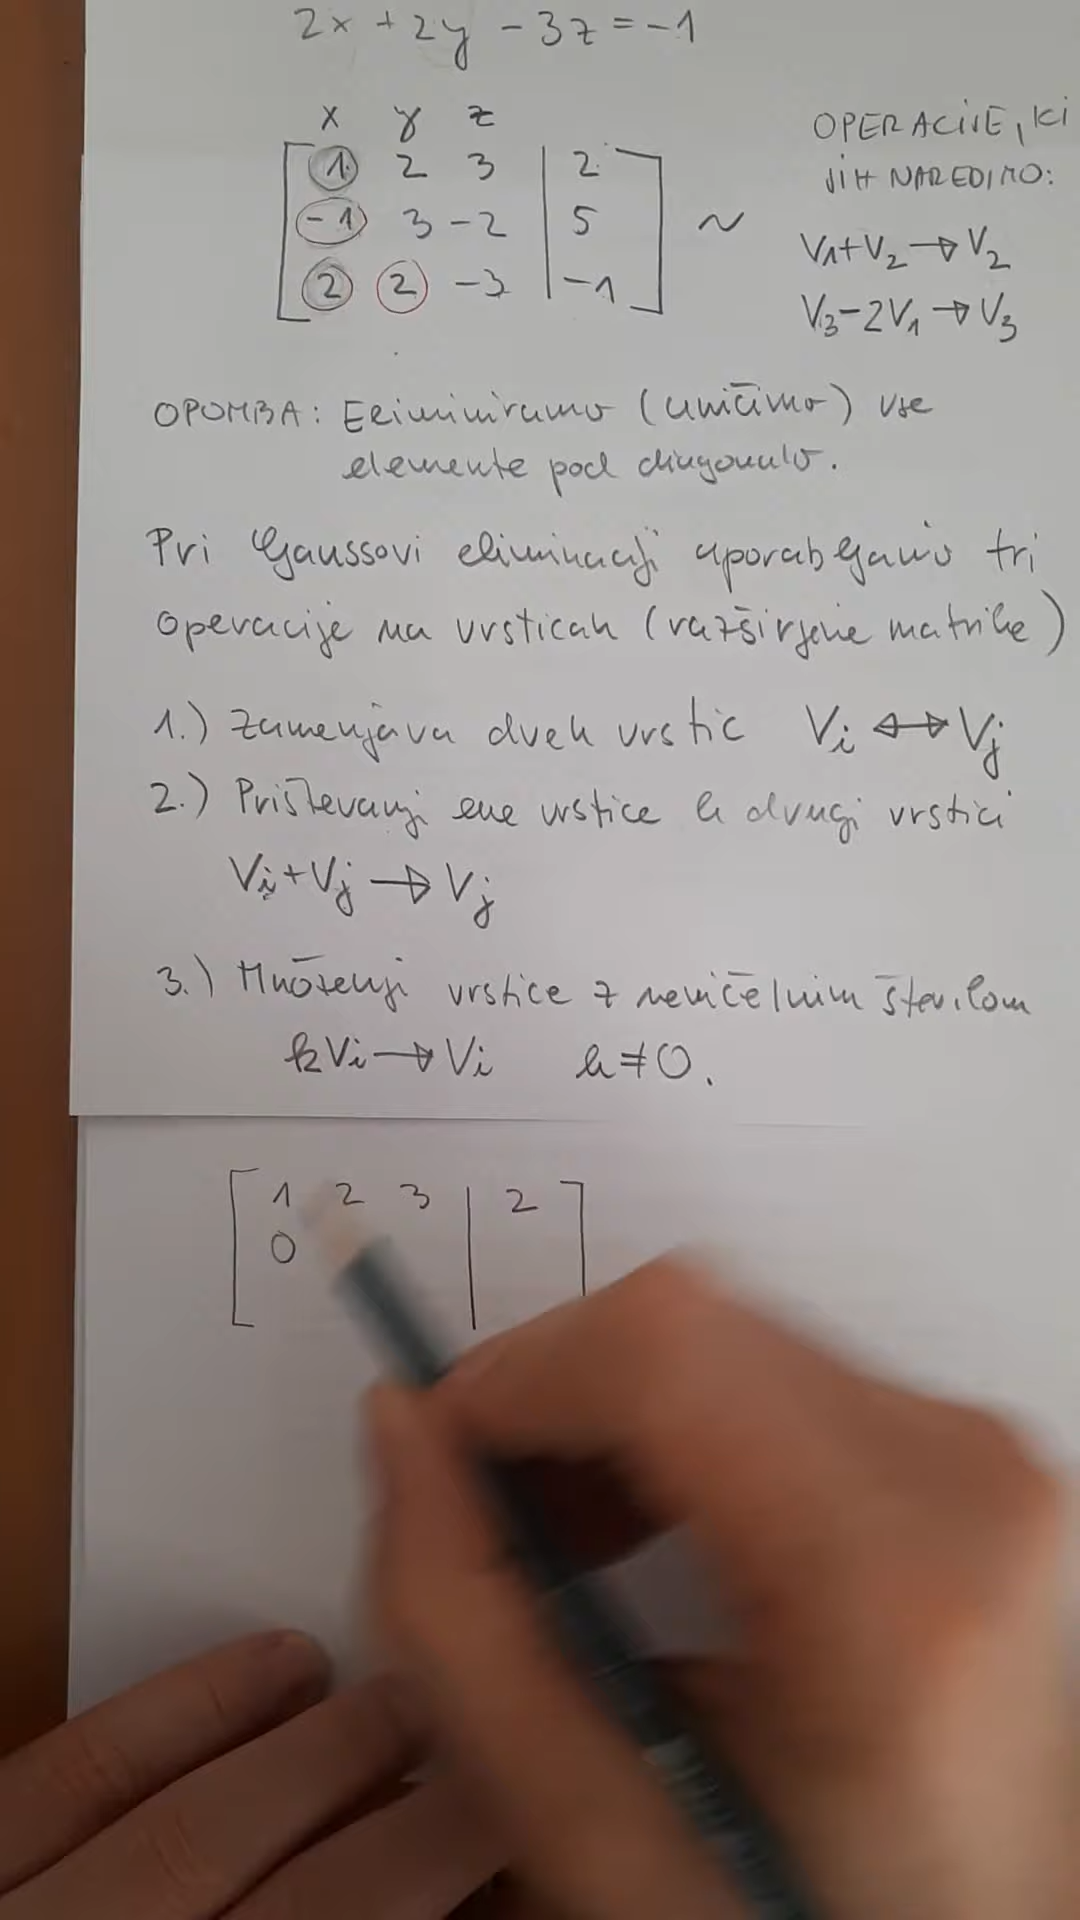 2x + 2y - 3z = -1
x y z
1 2 3 | 2
-1 3 -2 | 5 ~
2 2 -3 | -1
OPERACIJE, KI
JIH NAREDIMO:
V₁+V₂ → V₂
V₃-2V₁ → V₃
OPOMBA: Eliminiramo (uničimo) vse
elemente pod diagonalo.
Pri Gaussovi eliminaciji uporabljamo tri
operacije na vrsticah (razširjene matrike)
1.) Zamenjava dveh vrstic Vi ↔ Vj
2.) Prištevanje ene vrstice k drugi vrstici
Vi + Vj → Vj
3.) Množenje vrstice z neničelnim številom
kVi → Vi k ≠ 0.
1 2 3 | 2
0